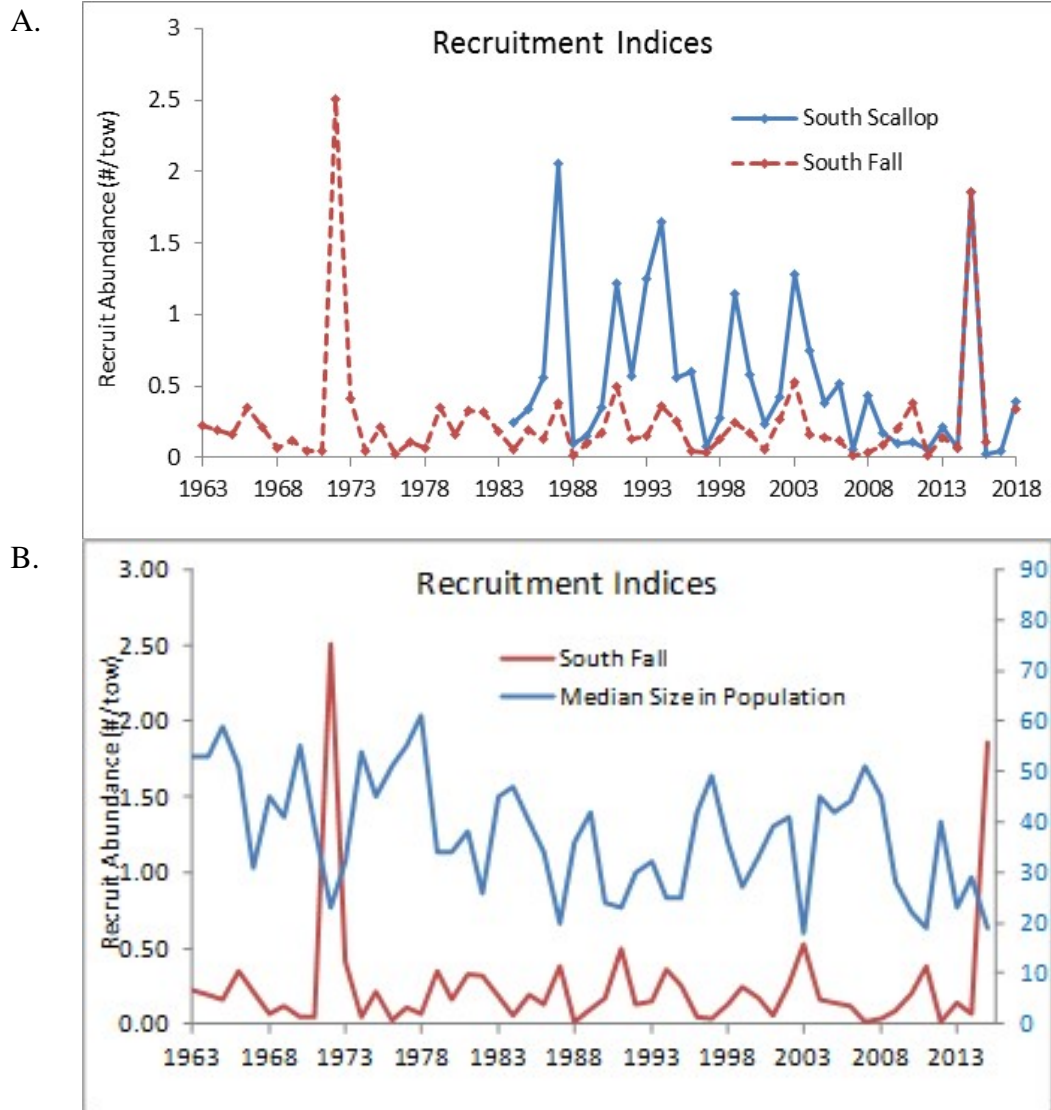 A.
Recruitment Indices
Recruit Abundance (#/tow)
3
2.5
2
1.5
1
0.5
0
South Scallop
South Fall
1963 1968 1973 1978 1983 1988 1993 1998 2003 2008 2013 2018
B.
Recruitment Indices
Recruit Abundance (#/tow)
3.00
2.50
2.00
1.50
1.00
0.50
0.00
South Fall
Median Size in Population
90
80
70
60
50
40
30
20
10
0
1963 1968 1973 1978 1983 1988 1993 1998 2003 2008 2013